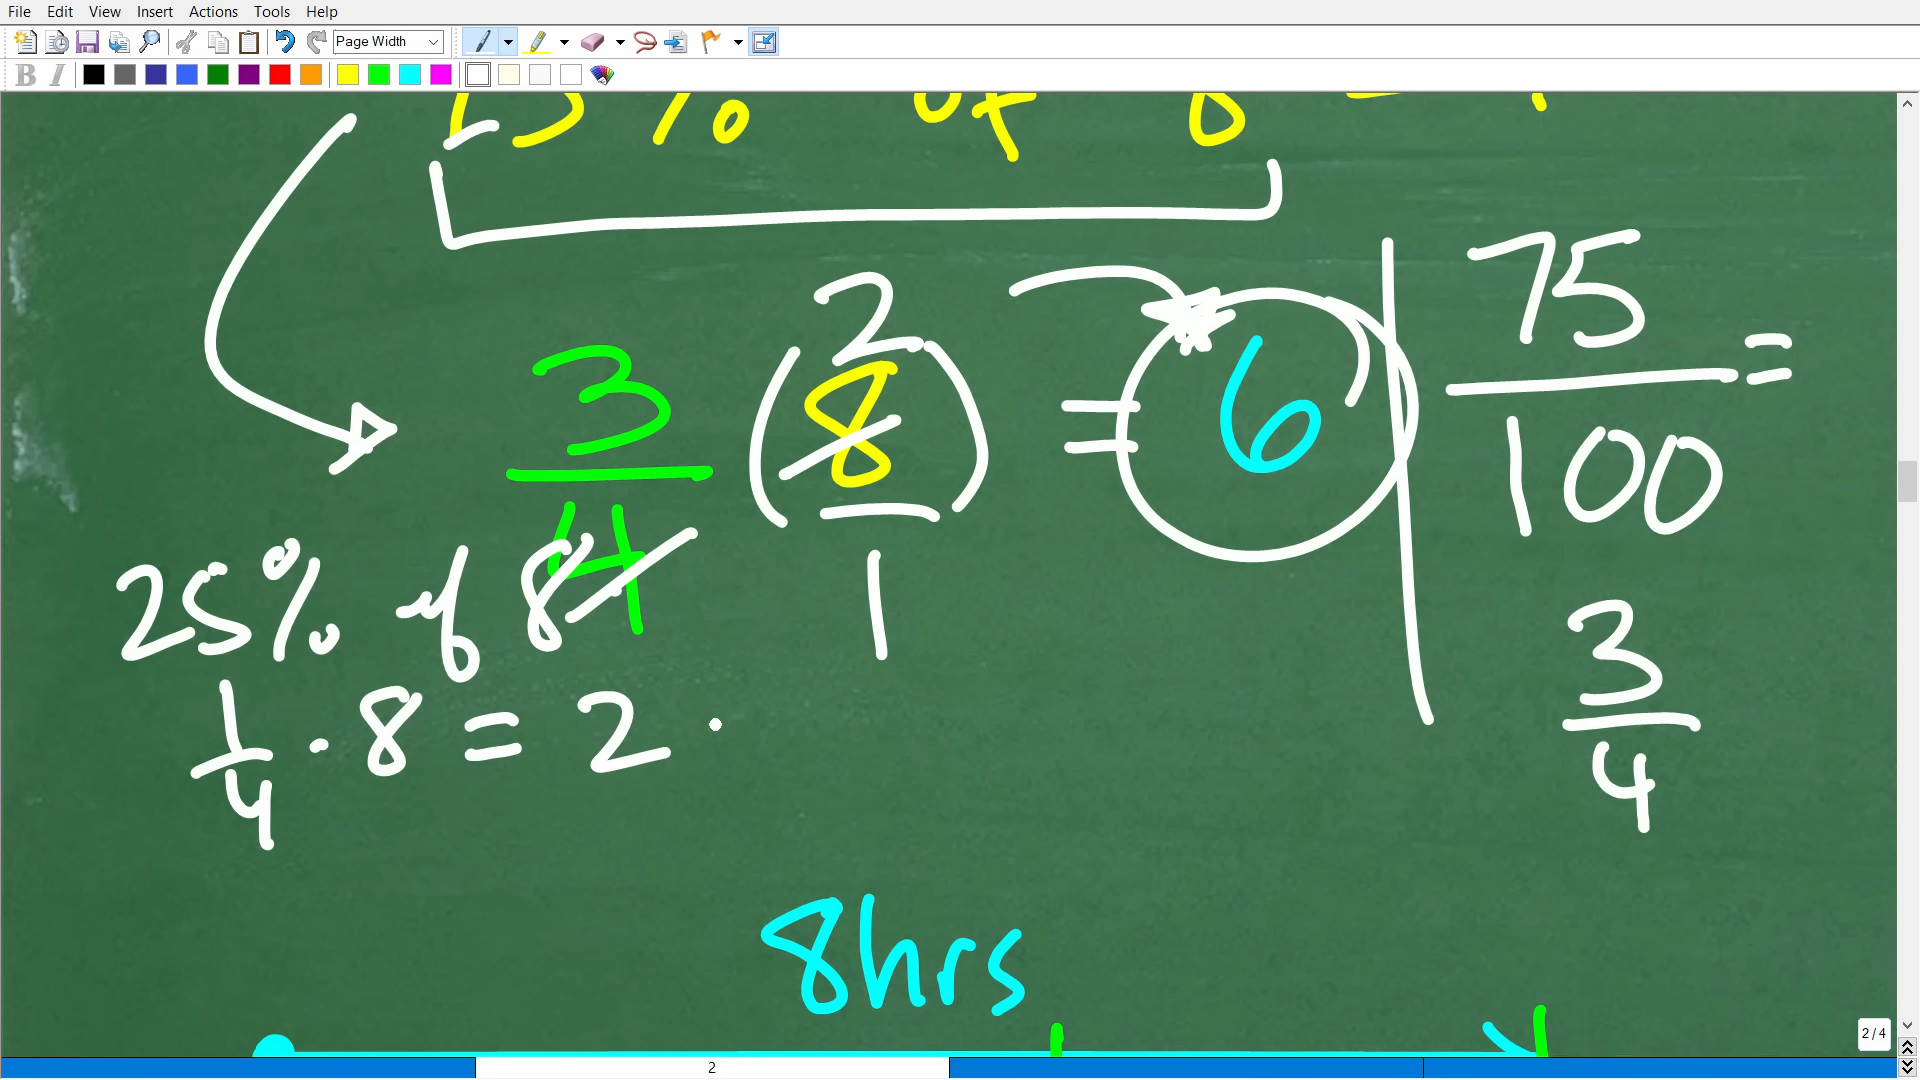 File Edit View Insert Actions Tools Help
Page Width
B I
75% of 8 = ?
2
3/4 (8/1) = 6
75/100 =
3/4
25% of 8
1/4 · 8 = 2
8hrs
2 / 4
2